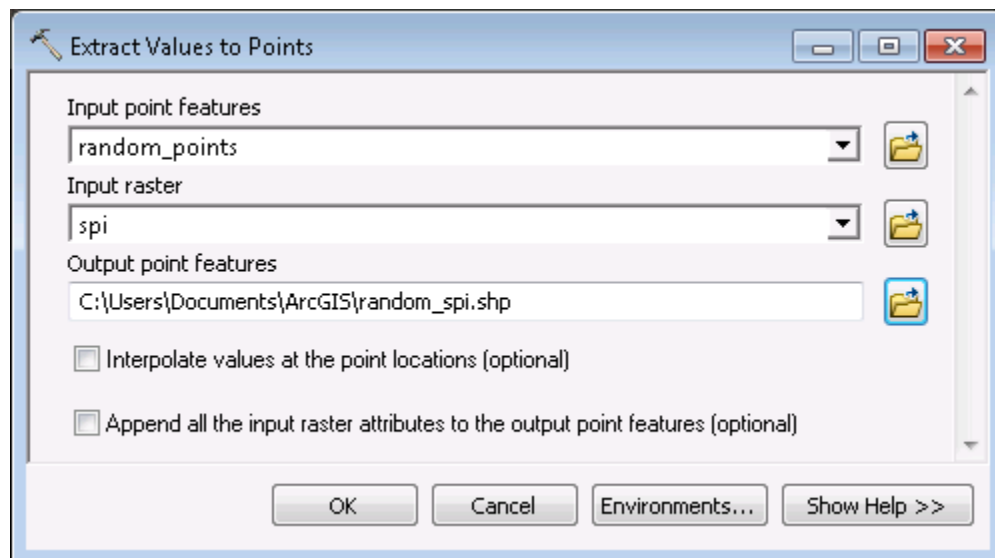 Extract Values to Points
Input point features
random_points
Input raster
spi
Output point features
C:\Users\Documents\ArcGIS\random_spi.shp
Interpolate values at the point locations (optional)
Append all the input raster attributes to the output point features (optional)
OK Cancel Environments... Show Help >>